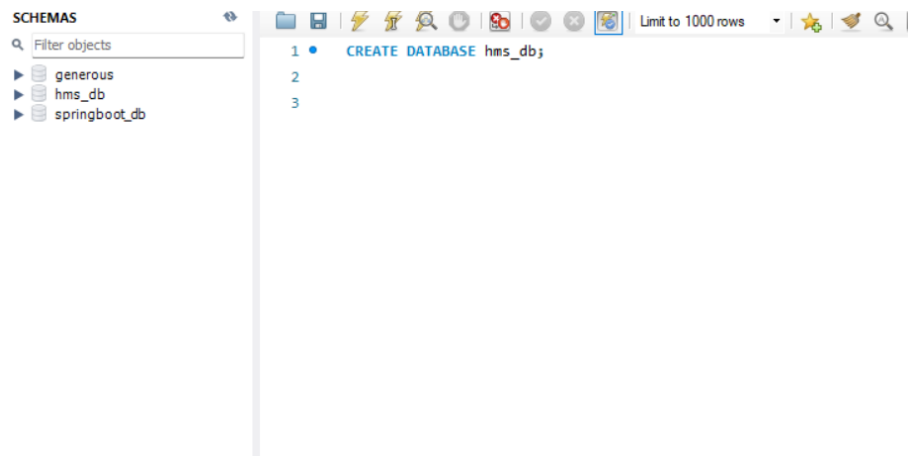 SCHEMAS
Filter objects
generous
hms_db
springboot_db
Limit to 1000 rows
1 CREATE DATABASE hms_db;
2
3